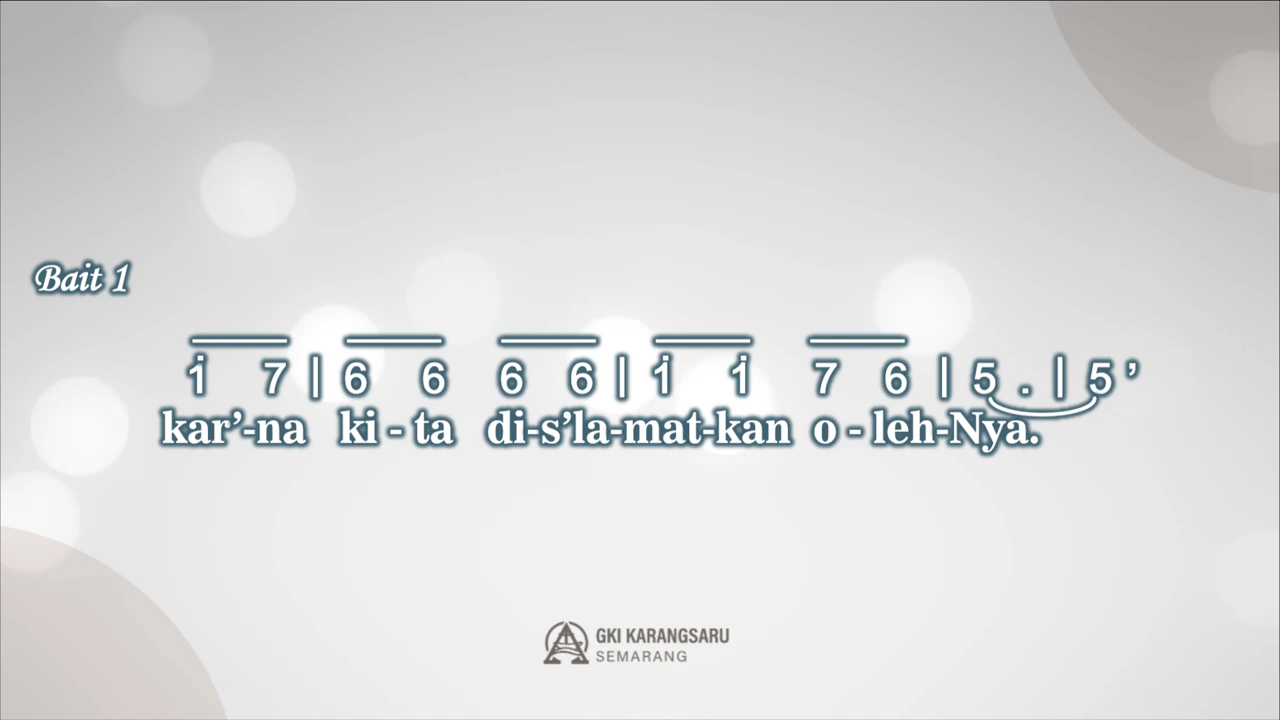 Bait 1
i 7 | 6 6 6 6 | i i 7 6 | 5 . | 5 ’
kar’-na ki - ta di-s’la-mat-kan o - leh-Nya.
GKI KARANGSARU
SEMARANG